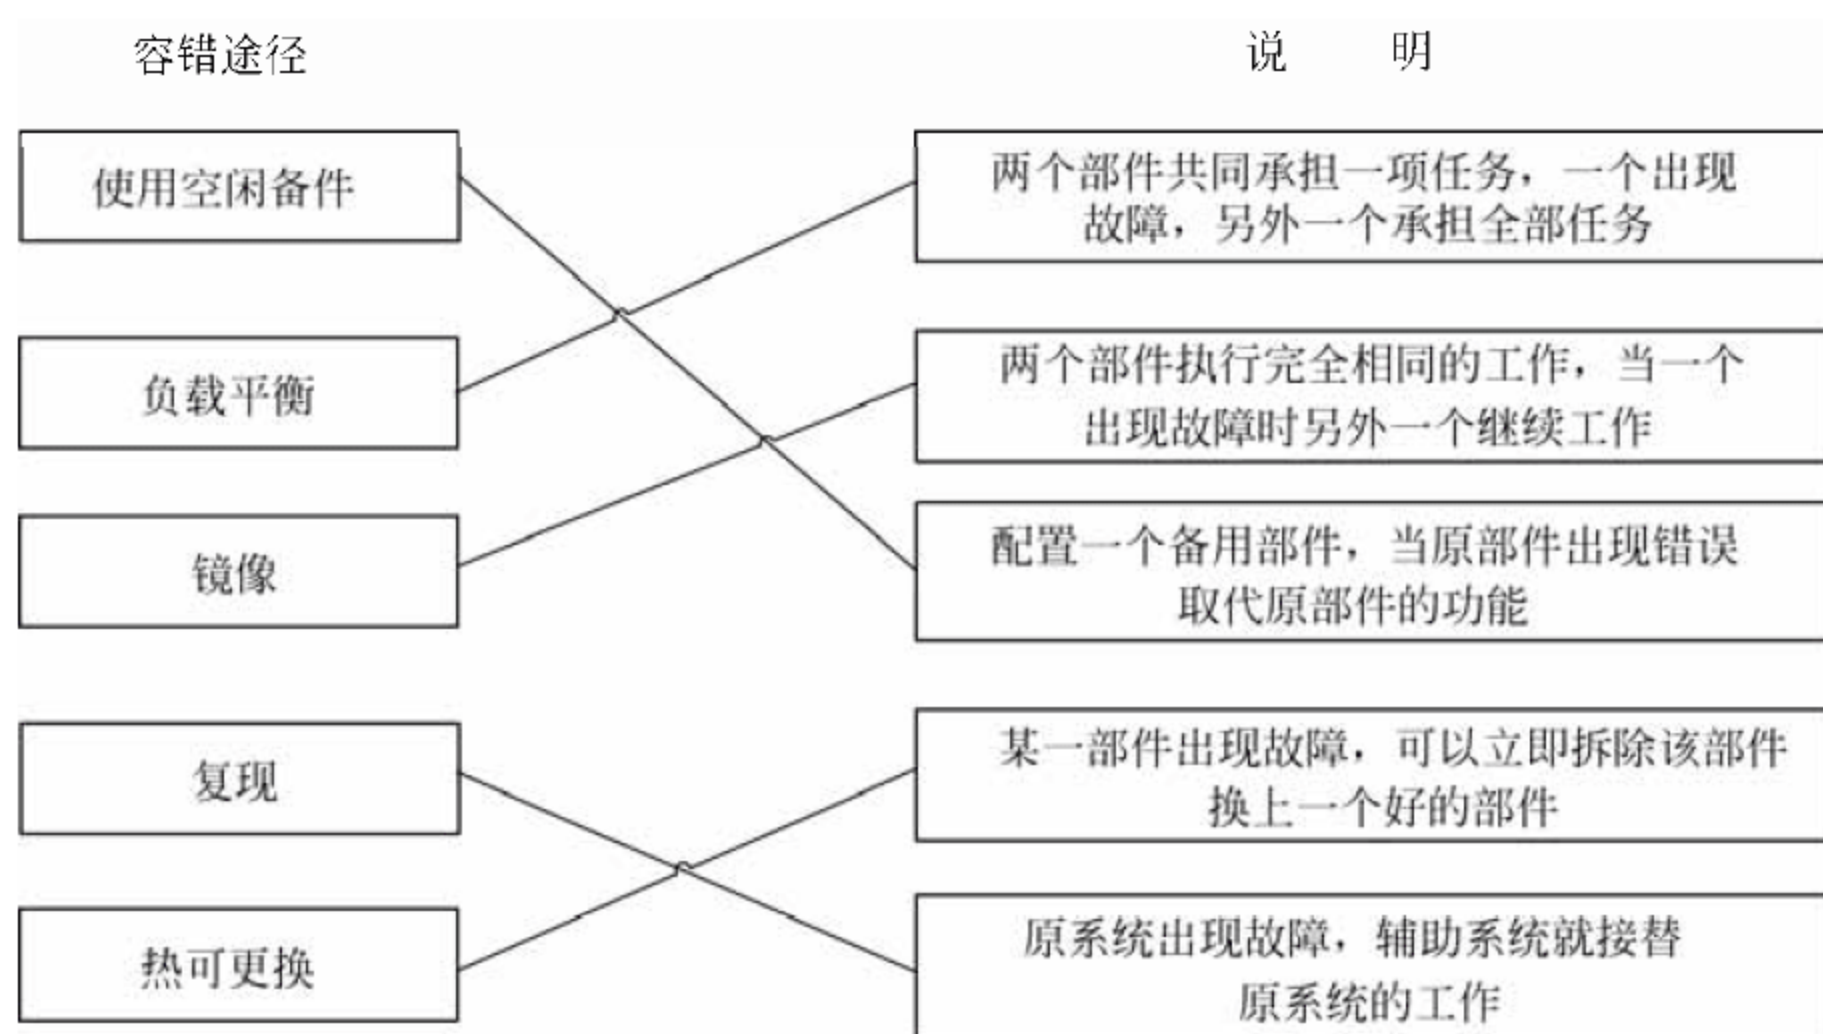 容错途径
说 明
使用空闲备件
负载平衡
镜像
复现
热可更换
两个部件共同承担一项任务，一个出现
故障，另外一个承担全部任务
两个部件执行完全相同的工作，当一个
出现故障时另外一个继续工作
配置一个备用部件，当原部件出现错误
取代原部件的功能
某一部件出现故障，可以立即拆除该部件
换上一个好的部件
原系统出现故障，辅助系统就接替
原系统的工作